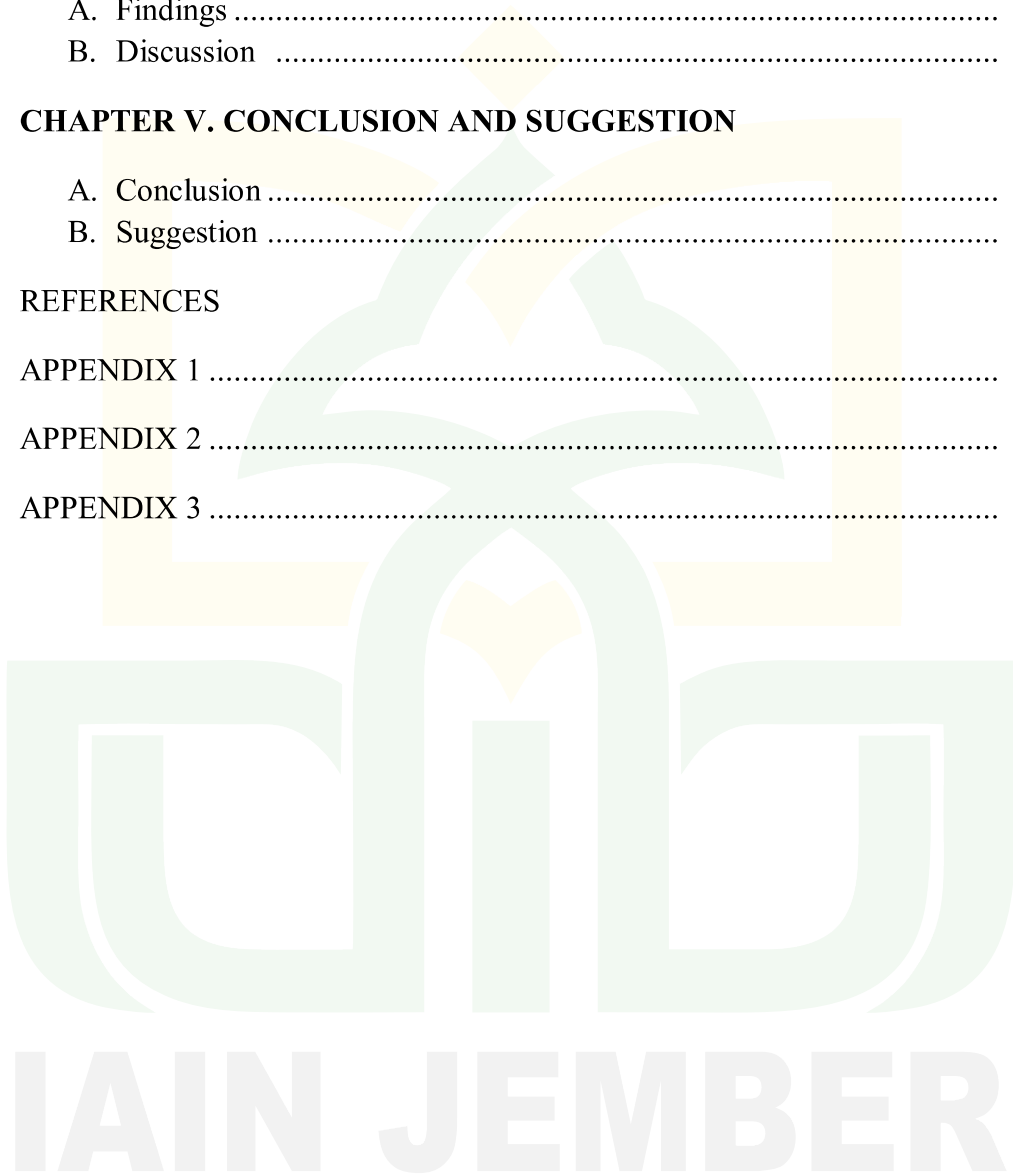 A. Findings ..........................................................................................
B. Discussion ..........................................................................................
CHAPTER V. CONCLUSION AND SUGGESTION
A. Conclusion ..........................................................................................
B. Suggestion ..........................................................................................
REFERENCES
APPENDIX 1 ..........................................................................................
APPENDIX 2 ..........................................................................................
APPENDIX 3 ..........................................................................................
IAIN JEMBER